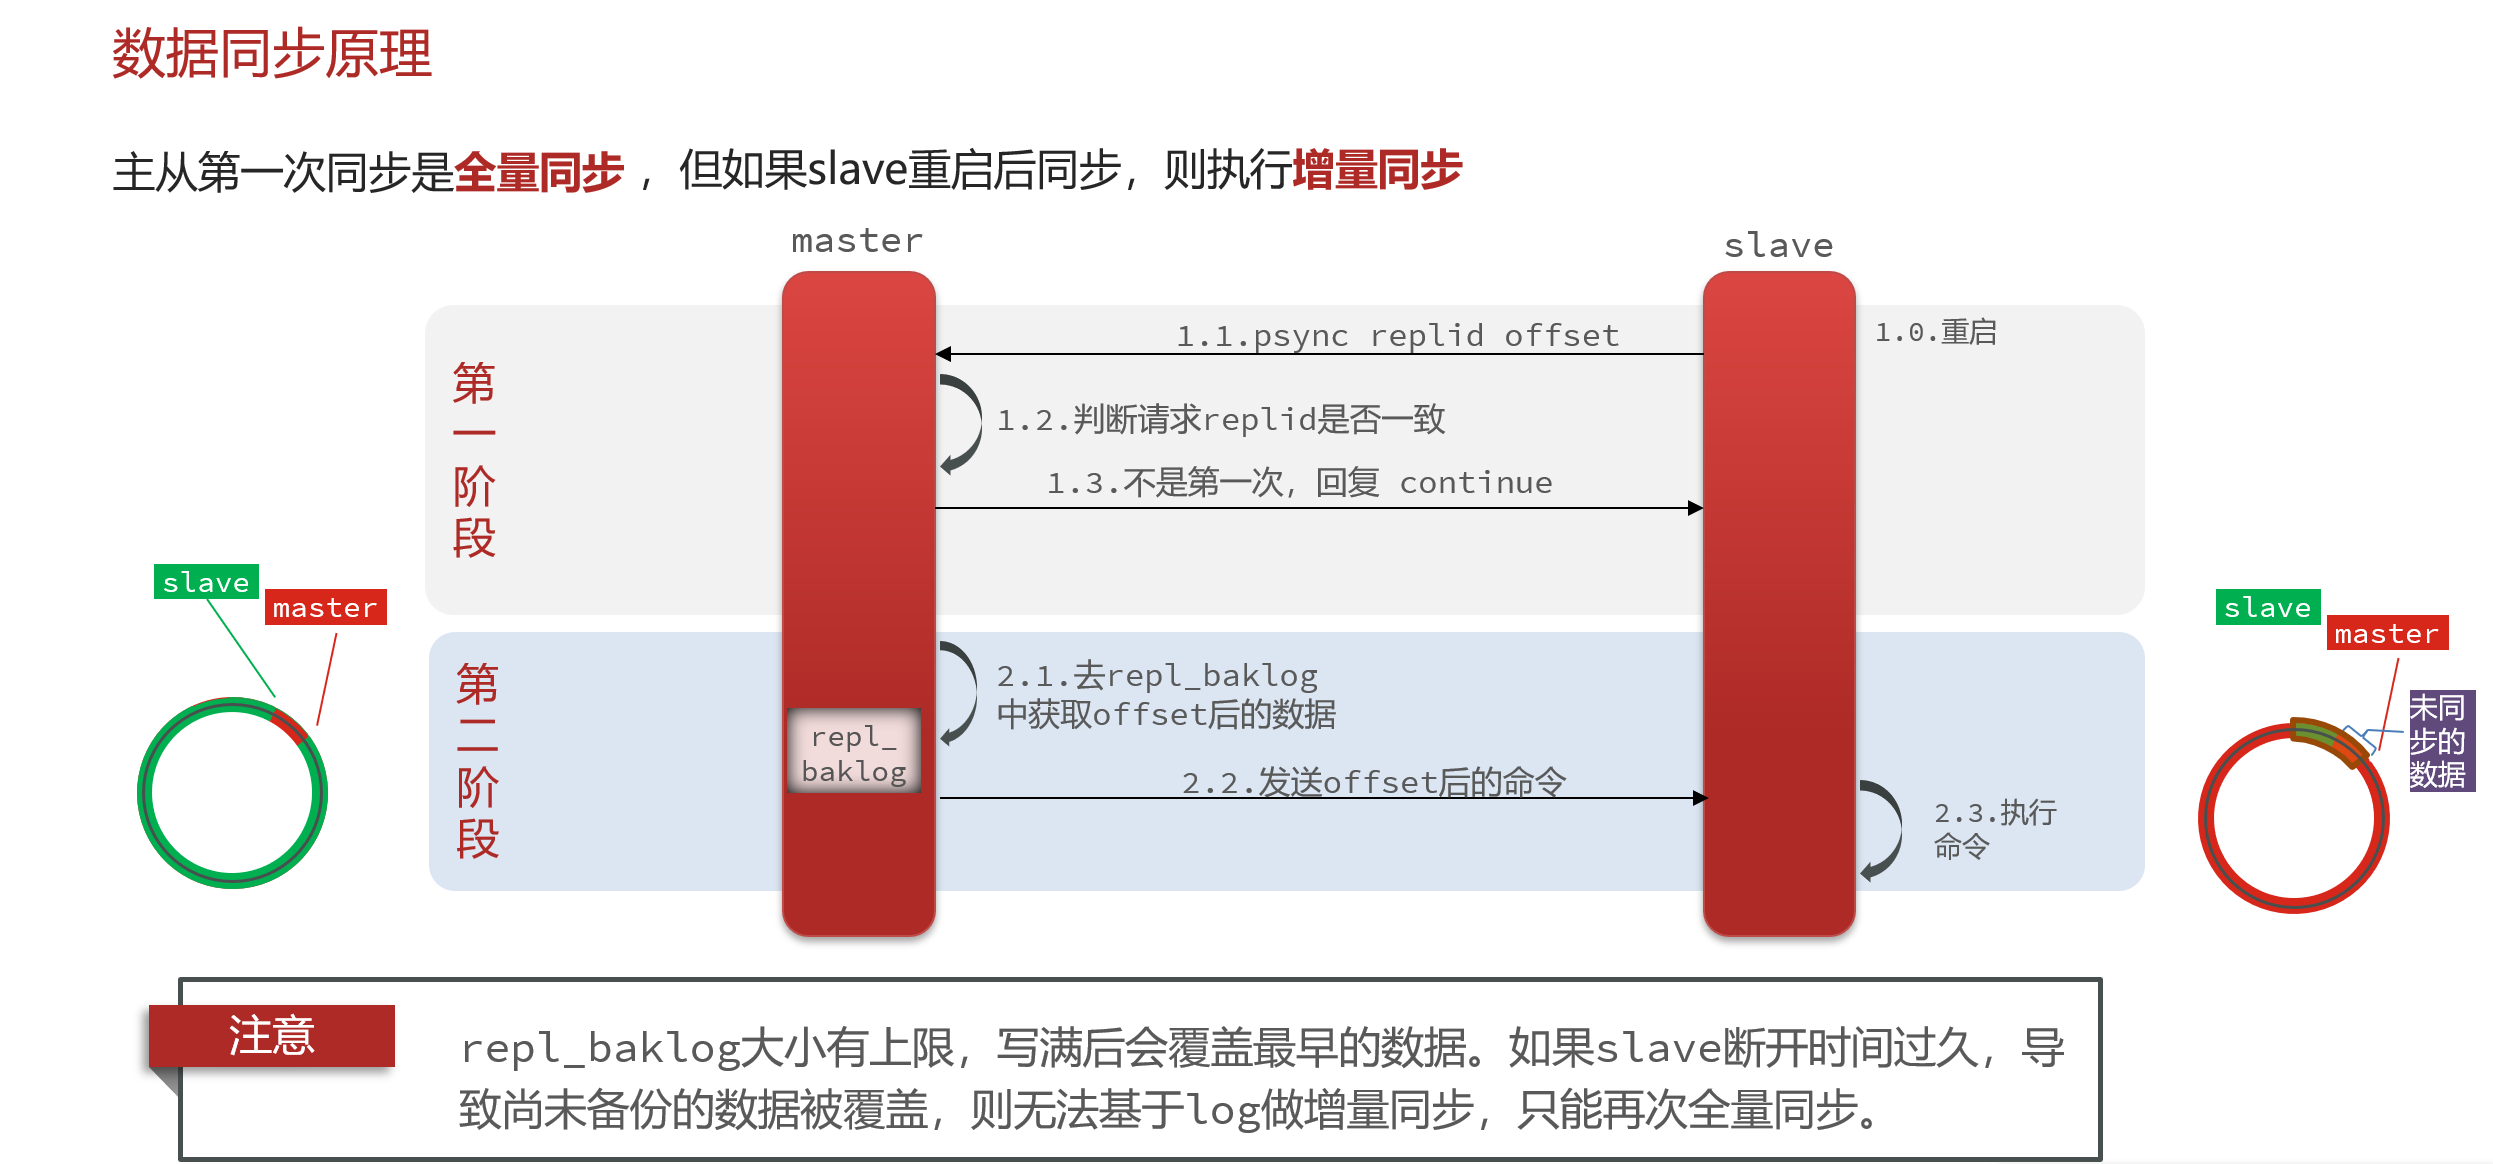 数据同步原理
主从第一次同步是全量同步，但如果slave重启后同步，则执行增量同步
master
slave
第一阶段
1.0.重启
1.1.psync replid offset
1.2.判断请求replid是否一致
1.3.不是第一次，回复 continue
第二阶段
2.1.去repl_baklog
中获取offset后的数据
repl_
baklog
2.2.发送offset后的命令
2.3.执行
命令
slave
master
slave
master
未同
步的
数据
注意
repl_baklog大小有上限，写满后会覆盖最早的数据。如果slave断开时间过久，导
致尚未备份的数据被覆盖，则无法基于log做增量同步，只能再次全量同步。